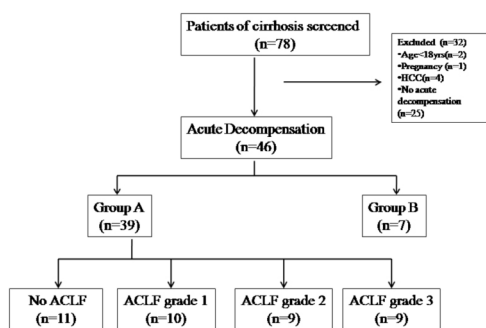 Patients of cirrhosis screened
(n=78)
Excluded (n=32)
•Age<18yrs(n=2)
•Pregnancy (n=1)
•HCC(n=4)
•No acute
decompensation
(n=25)
Acute Decompensation
(n=46)
Group A
(n=39)
Group B
(n=7)
No ACLF
(n=11)
ACLF grade 1
(n=10)
ACLF grade 2
(n=9)
ACLF grade 3
(n=9)